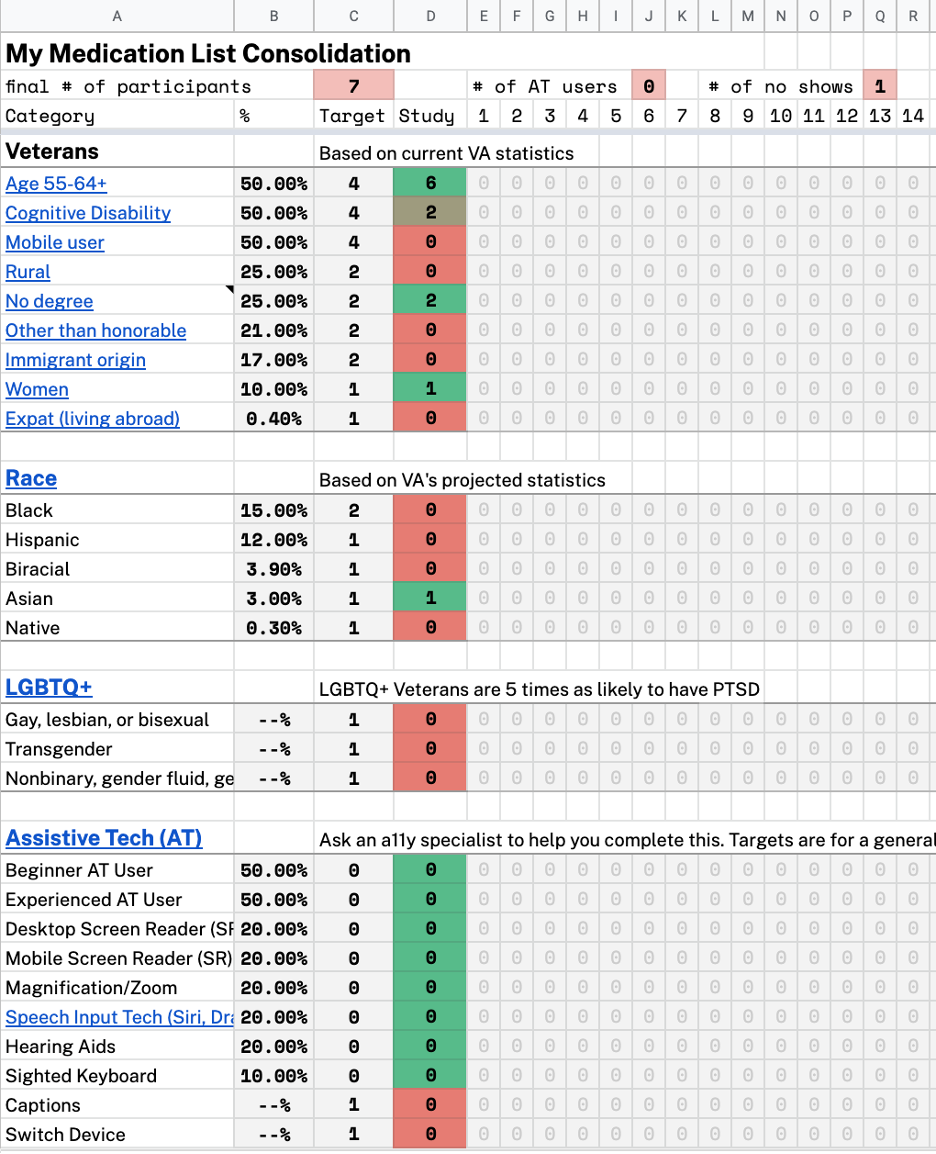 A B C D E F G H I J K L M N O P Q R
My Medication List Consolidation
final # of participants 7 # of AT users 0 # of no shows 1
Category % Target Study 1 2 3 4 5 6 7 8 9 10 11 12 13 14
Veterans Based on current VA statistics
Age 55-64+ 50.00% 4 6 0 0 0 0 0 0 0 0 0 0 0 0 0 0
Cognitive Disability 50.00% 4 2 0 0 0 0 0 0 0 0 0 0 0 0 0 0
Mobile user 50.00% 4 0 0 0 0 0 0 0 0 0 0 0 0 0 0 0
Rural 25.00% 2 0 0 0 0 0 0 0 0 0 0 0 0 0 0 0
No degree 25.00% 2 2 0 0 0 0 0 0 0 0 0 0 0 0 0 0
Other than honorable 21.00% 2 0 0 0 0 0 0 0 0 0 0 0 0 0 0 0
Immigrant origin 17.00% 2 0 0 0 0 0 0 0 0 0 0 0 0 0 0 0
Women 10.00% 1 1 0 0 0 0 0 0 0 0 0 0 0 0 0 0
Expat (living abroad) 0.40% 1 0 0 0 0 0 0 0 0 0 0 0 0 0 0 0
Race Based on VA's projected statistics
Black 15.00% 2 0 0 0 0 0 0 0 0 0 0 0 0 0 0 0
Hispanic 12.00% 1 0 0 0 0 0 0 0 0 0 0 0 0 0 0 0
Biracial 3.90% 1 0 0 0 0 0 0 0 0 0 0 0 0 0 0 0
Asian 3.00% 1 1 0 0 0 0 0 0 0 0 0 0 0 0 0 0
Native 0.30% 1 0 0 0 0 0 0 0 0 0 0 0 0 0 0 0
LGBTQ+ LGBTQ+ Veterans are 5 times as likely to have PTSD
Gay, lesbian, or bisexual --% 1 0 0 0 0 0 0 0 0 0 0 0 0 0 0 0
Transgender --% 1 0 0 0 0 0 0 0 0 0 0 0 0 0 0 0
Nonbinary, gender fluid, ge --% 1 0 0 0 0 0 0 0 0 0 0 0 0 0 0 0
Assistive Tech (AT) Ask an a11y specialist to help you complete this. Targets are for a general
Beginner AT User 50.00% 0 0 0 0 0 0 0 0 0 0 0 0 0 0 0 0
Experienced AT User 50.00% 0 0 0 0 0 0 0 0 0 0 0 0 0 0 0 0
Desktop Screen Reader (SR 20.00% 0 0 0 0 0 0 0 0 0 0 0 0 0 0 0 0
Mobile Screen Reader (SR) 20.00% 0 0 0 0 0 0 0 0 0 0 0 0 0 0 0 0
Magnification/Zoom 20.00% 0 0 0 0 0 0 0 0 0 0 0 0 0 0 0 0
Speech Input Tech (Siri, Dra 20.00% 0 0 0 0 0 0 0 0 0 0 0 0 0 0 0 0
Hearing Aids 20.00% 0 0 0 0 0 0 0 0 0 0 0 0 0 0 0 0
Sighted Keyboard 10.00% 0 0 0 0 0 0 0 0 0 0 0 0 0 0 0 0
Captions --% 1 0 0 0 0 0 0 0 0 0 0 0 0 0 0 0
Switch Device --% 1 0 0 0 0 0 0 0 0 0 0 0 0 0 0 0